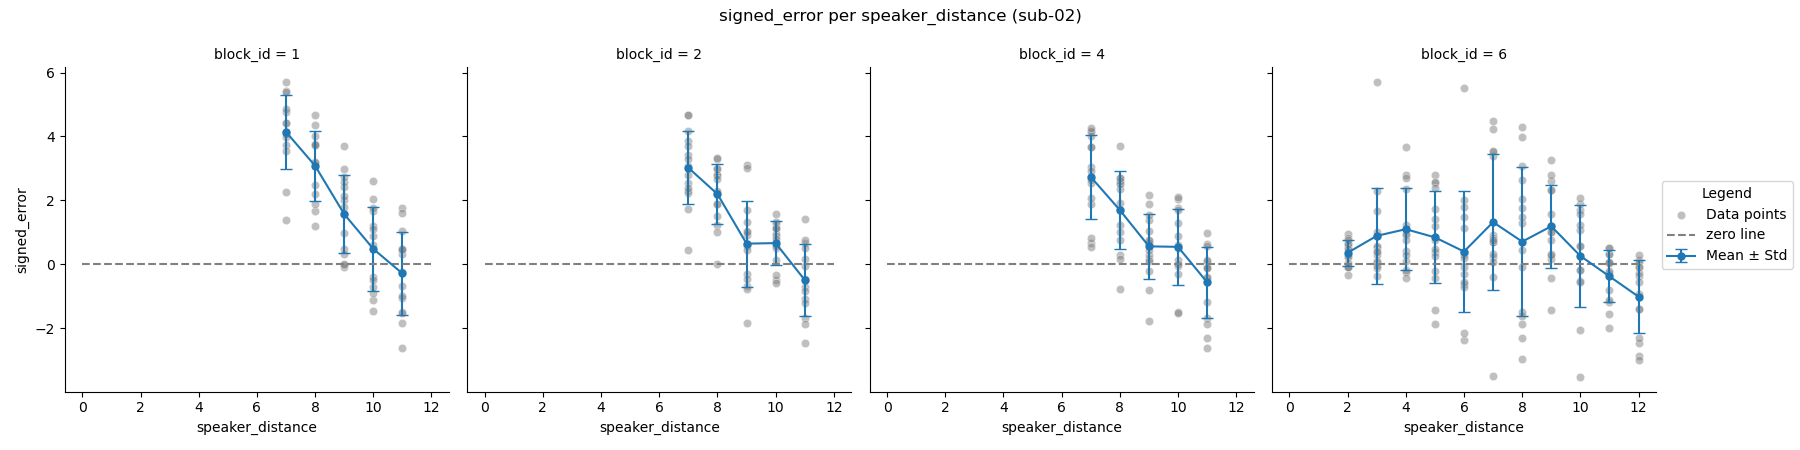 signed_error per speaker_distance (sub-02)
block_id = 1
block_id = 2
block_id = 4
block_id = 6
signed_error
6
4
2
0
−2
0 2 4 6 8 10 12
0 2 4 6 8 10 12
0 2 4 6 8 10 12
0 2 4 6 8 10 12
speaker_distance
speaker_distance
speaker_distance
speaker_distance
Legend
Data points
zero line
Mean ± Std